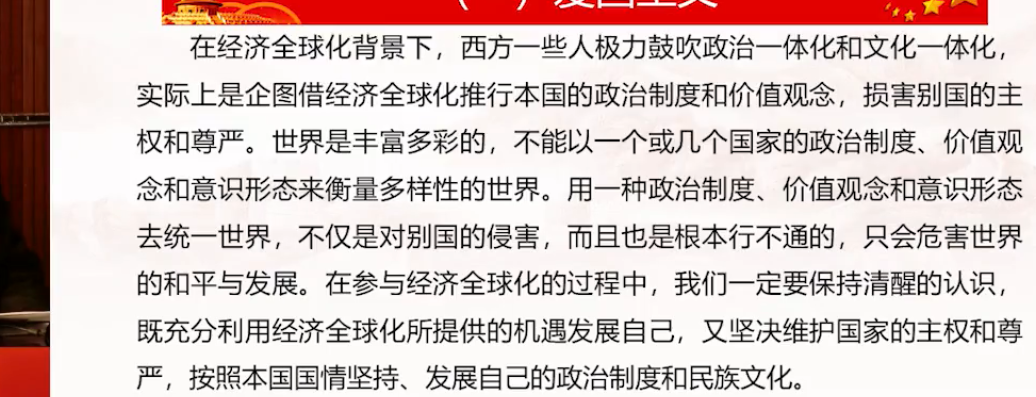 （一）爱国主义
在经济全球化背景下，西方一些人极力鼓吹政治一体化和文化一体化，
实际上是企图借经济全球化推行本国的政治制度和价值观念，损害别国的主
权和尊严。世界是丰富多彩的，不能以一个或几个国家的政治制度、价值观
念和意识形态来衡量多样性的世界。用一种政治制度、价值观念和意识形态
去统一世界，不仅是对别国的侵害，而且也是根本行不通的，只会危害世界
的和平与发展。在参与经济全球化的过程中，我们一定要保持清醒的认识，
既充分利用经济全球化所提供的机遇发展自己，又坚决维护国家的主权和尊
严，按照本国国情坚持、发展自己的政治制度和民族文化。